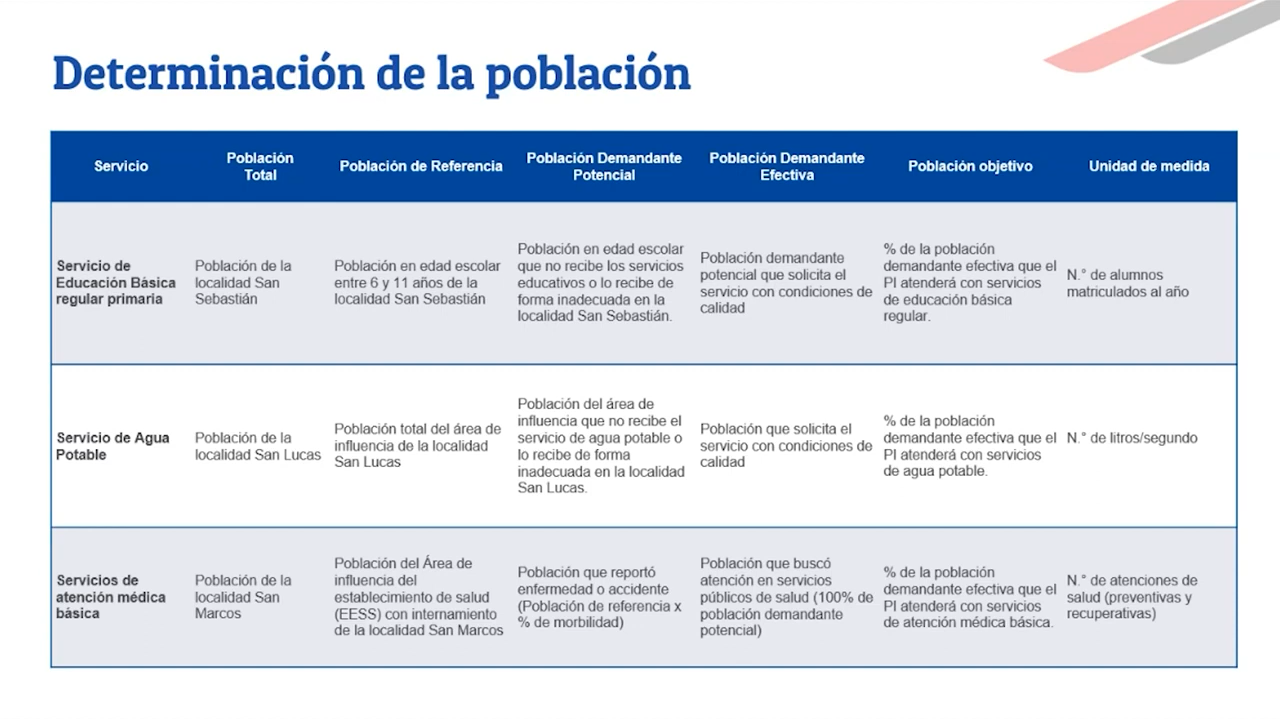 Determinación de la población
Servicio
Población
Total
Población de Referencia
Población Demandante
Potencial
Población Demandante
Efectiva
Población objetivo
Unidad de medida
Servicio de
Educación Básica
regular primaria
Población de la
localidad San
Sebastián
Población en edad escolar
entre 6 y 11 años de la
localidad San Sebastián
Población en edad escolar
que no recibe los servicios
educativos o lo recibe de
forma inadecuada en la
localidad San Sebastián.
Población demandante
potencial que solicita el
servicio con condiciones de
calidad
% de la población
demandante efectiva que el
PI atenderá con servicios
de educación básica
regular.
N.° de alumnos
matriculados al año
Servicio de Agua
Potable
Población de la
localidad San Lucas
Población total del área de
influencia de la localidad
San Lucas
Población del área de
influencia que no recibe el
servicio de agua potable o
lo recibe de forma
inadecuada en la localidad
San Lucas.
Población que solicita el
servicio con condiciones de
calidad
% de la población
demandante efectiva que el
PI atenderá con servicios
de agua potable.
N.° de litros/segundo
Servicios de
atención médica
básica
Población de la
localidad San
Marcos
Población del Área de
influencia del
establecimiento de salud
(EESS) con internamiento
de la localidad San Marcos
Población que reportó
enfermedad o accidente
(Población de referencia x
% de morbilidad)
Población que buscó
atención en servicios
públicos de salud (100% de
población demandante
potencial)
% de la población
demandante efectiva que el
PI atenderá con servicios
de atención médica básica.
N.° de atenciones de
salud (preventivas y
recuperativas)